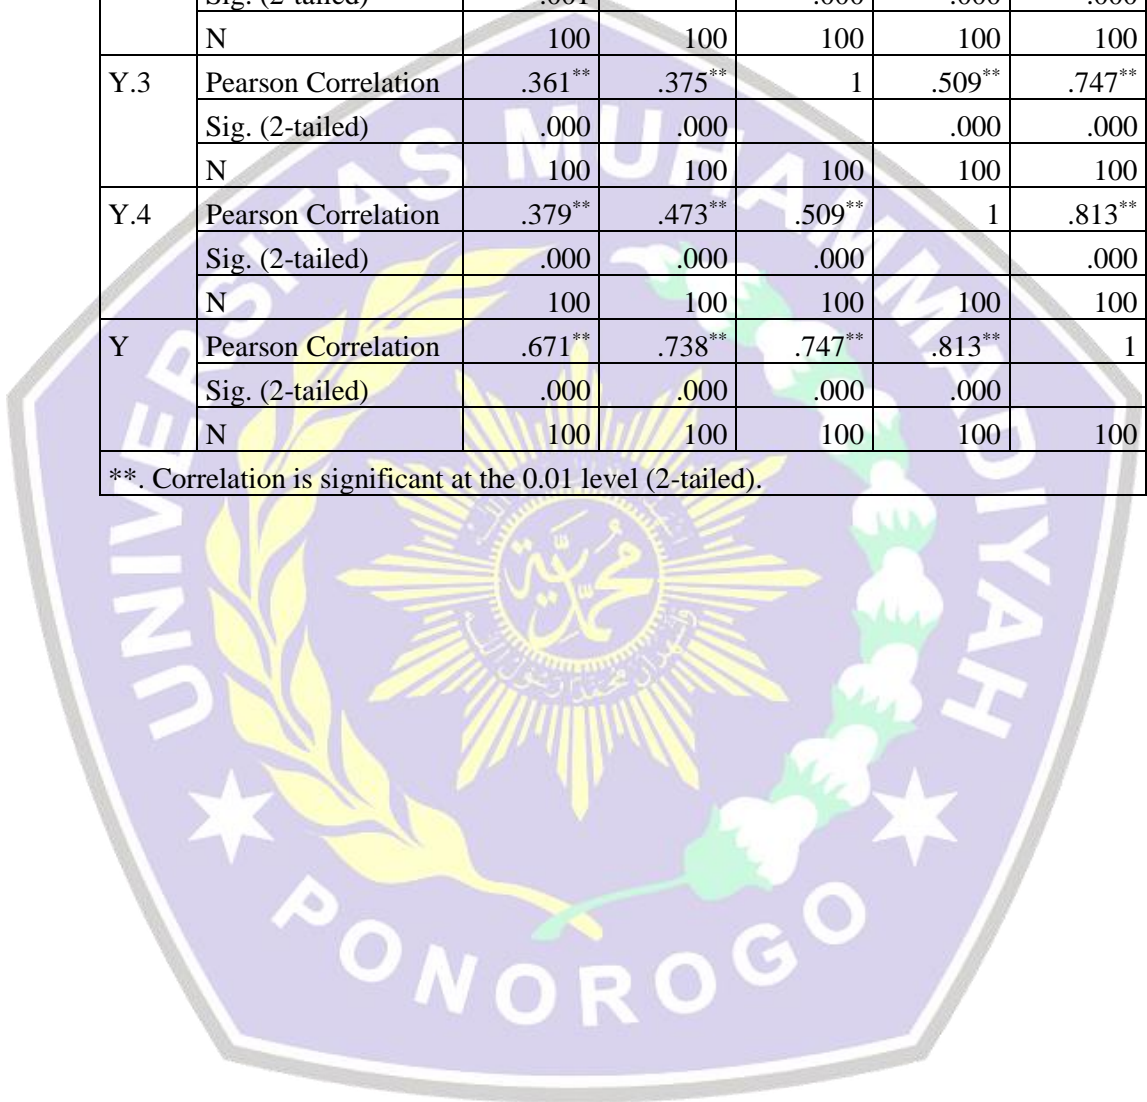 Sig. (2-tailed) .001 .000 .000 .000
N 100 100 100 100 100
Y.3 Pearson Correlation .361** .375** 1 .509** .747**
Sig. (2-tailed) .000 .000 .000 .000
N 100 100 100 100 100
Y.4 Pearson Correlation .379** .473** .509** 1 .813**
Sig. (2-tailed) .000 .000 .000 .000
N 100 100 100 100 100
Y Pearson Correlation .671** .738** .747** .813** 1
Sig. (2-tailed) .000 .000 .000 .000
N 100 100 100 100 100
**. Correlation is significant at the 0.01 level (2-tailed).
UNIVERSITAS MUHAMMADIYAH
محمدية
PONOROGO